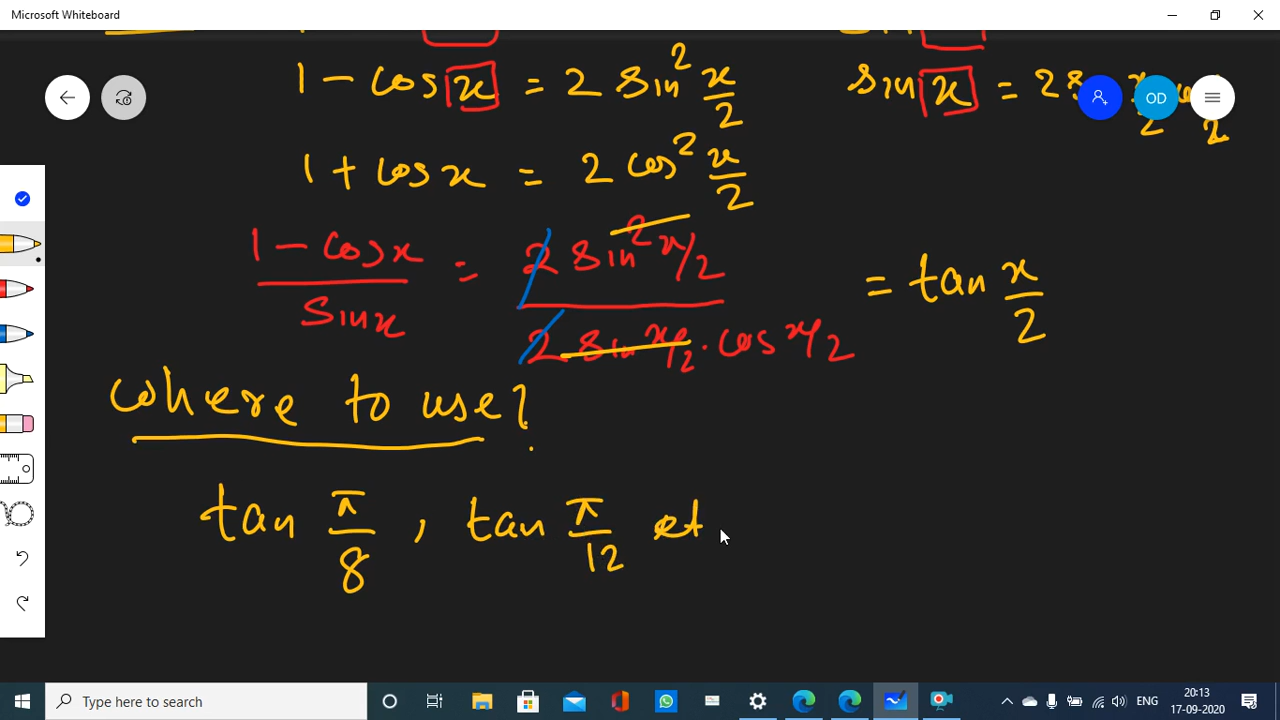 Microsoft Whiteboard
1 - cos x = 2 sin² x/2
sin x = 2 s
OD
1 + cos x = 2 cos² x/2
(1 - cos x)/(sin x) = (2 sin² x/2)/(2 sin x/2 . cos x/2) = tan x/2
Where to use?
tan π/8 , tan π/12 et
Type here to search
ENG
20:13
17-09-2020